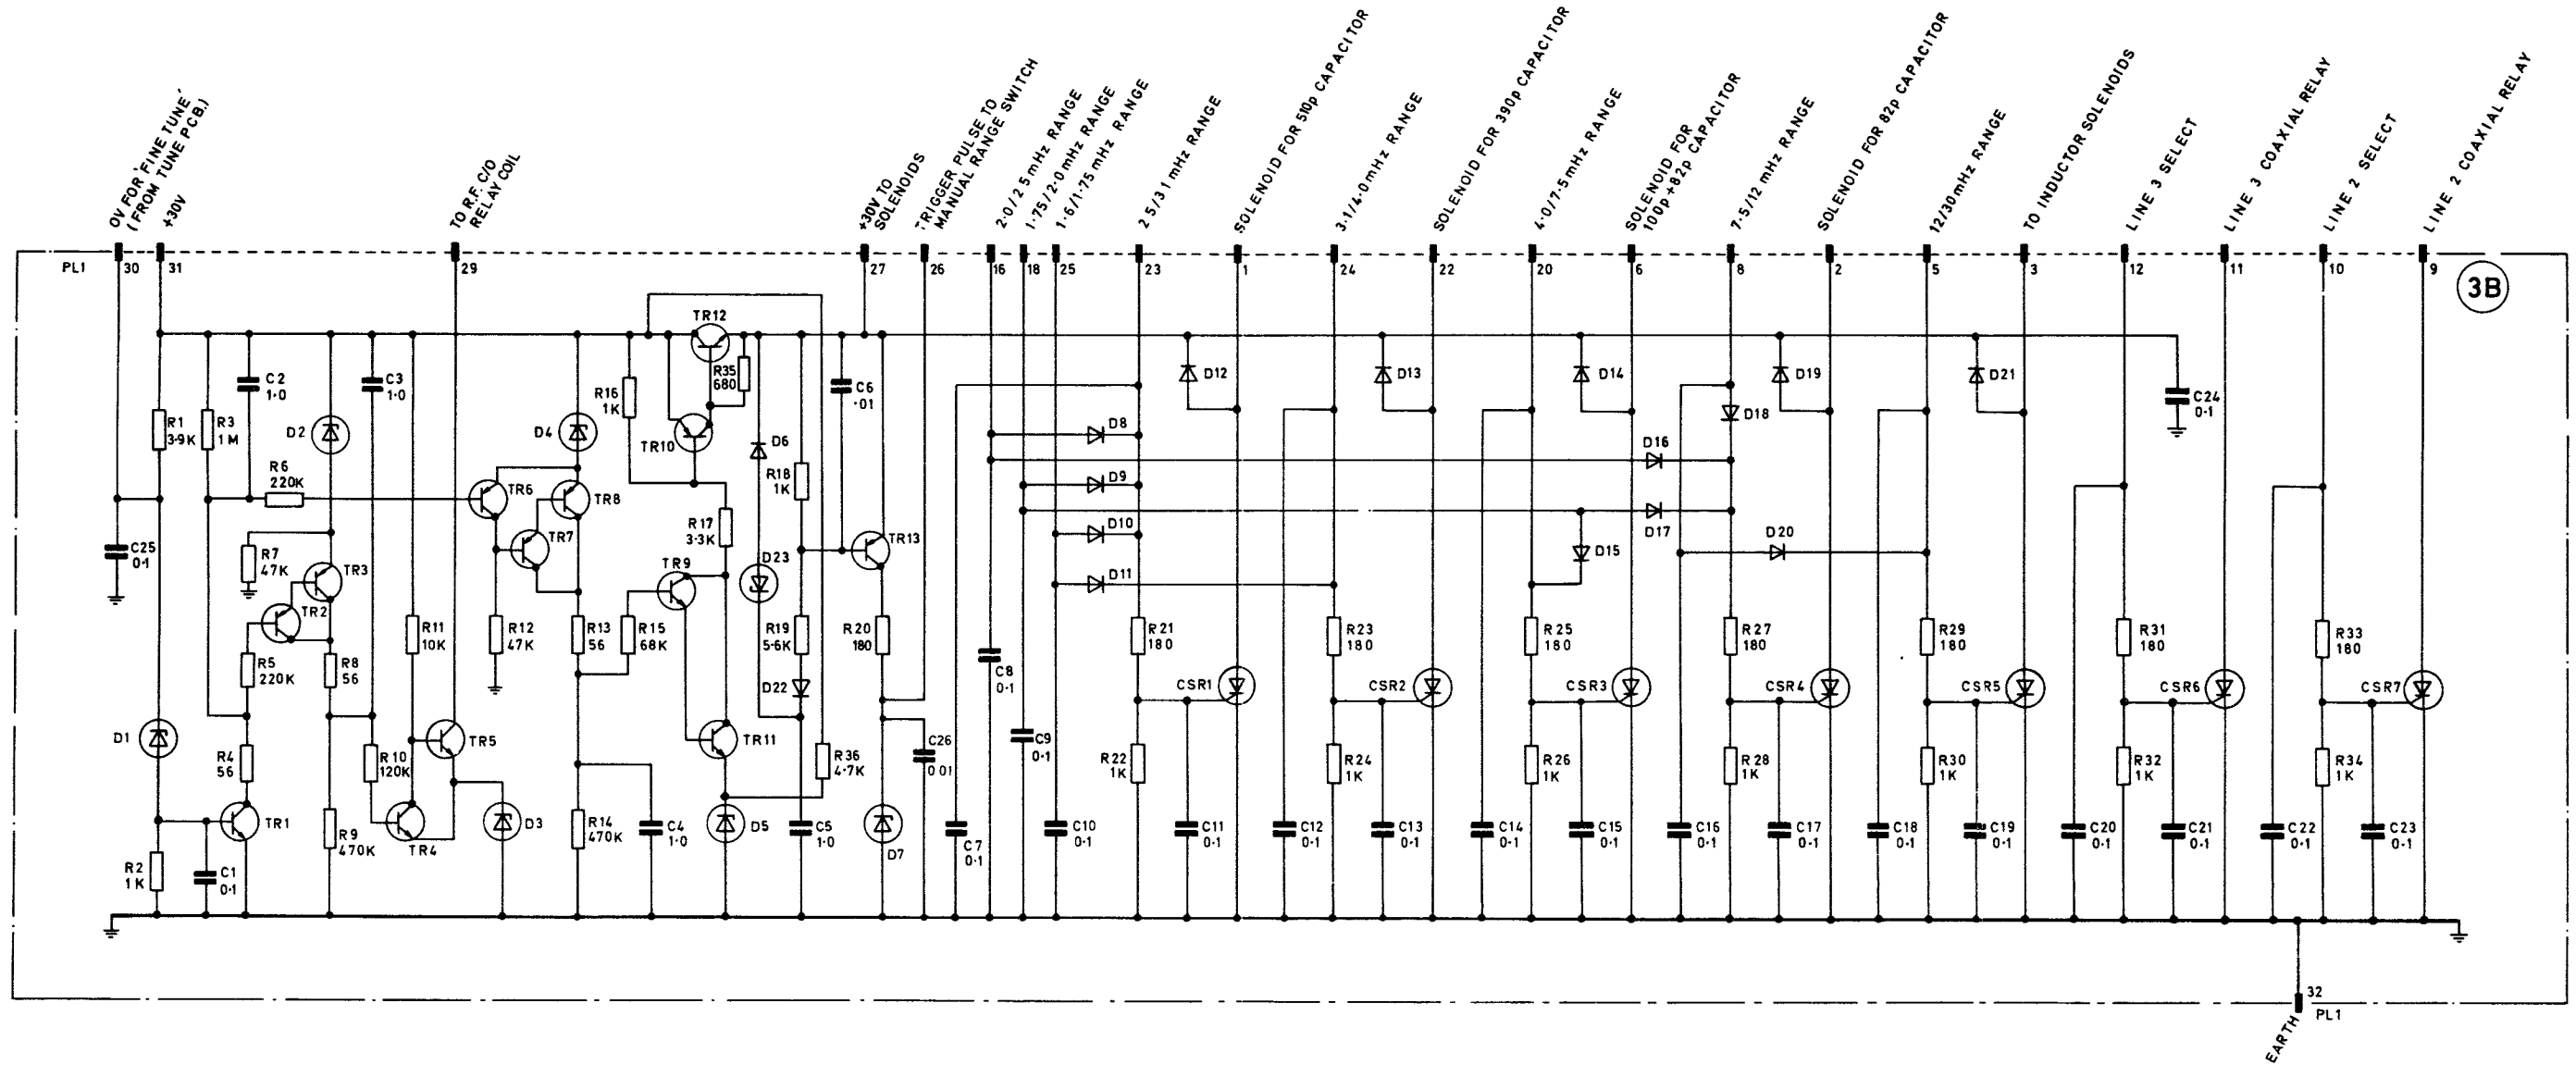 0V FOR 'FINE TUNE'
(FROM TUNE PCB.)
+30V
TO R.F. C/O
RELAY COIL
+30V TO
SOLENOIDS
TRIGGER PULSE TO
MANUAL RANGE SWITCH
2·0/2 5 mHz RANGE
1·75/2·0 mHz RANGE
1·6/1·75 mHz RANGE
2 5/3 1 mHz RANGE
SOLENOID FOR 510p CAPACITOR
3·1/4·0 mHz RANGE
SOLENOID FOR 390p CAPACITOR
4·0/7·5 mHz RANGE
SOLENOID FOR
100p+82p CAPACITOR
7·5/12 mHz RANGE
SOLENOID FOR 82p CAPACITOR
12/30mHz RANGE
TO INDUCTOR SOLENOIDS
LINE 3 SELECT
LINE 3 COAXIAL RELAY
LINE 2 SELECT
LINE 2 COAXIAL RELAY
PL1 30 31 29 27 26 16 18 25 23 1 24 22 20 6 8 2 5 3 12 11 10 9
3B
TR12
R35
680
R16
1K
C6
·01
D12
D13
D14
D19
D21
C24
0·1
C2
1·0
C3
1·0
R1
3·9K
R3
1M
D2
D4
TR10
D6
D8
D18
D16
R6
220K
TR6
TR8
R18
1K
D9
C25
0·1
R7
47K
TR7
R17
3·3K
TR13
D10
D17
D15
D20
TR3
TR9
D23
D11
TR2
R11
10K
R12
47K
R13
56
R15
68K
R19
5·6K
R20
180
R21
180
R23
180
R25
180
R27
180
R29
180
R31
180
R33
180
R5
220K
R8
56
D22
C8
0·1
CSR1
CSR2
CSR3
CSR4
CSR5
CSR6
CSR7
D1
R4
56
R10
120K
TR5
TR11
R36
4·7K
C26
0 01
C9
0·1
R22
1K
R24
1K
R26
1K
R28
1K
R30
1K
R32
1K
R34
1K
TR1
R9
470K
TR4
D3
R14
470K
C4
1·0
D5
C5
1·0
D7
C7
0·1
C10
0·1
C11
0·1
C12
0·1
C13
0·1
C14
0·1
C15
0·1
C16
0·1
C17
0·1
C18
0·1
C19
0·1
C20
0·1
C21
0·1
C22
0·1
C23
0·1
R2
1K
C1
0·1
32
PL1
EARTH